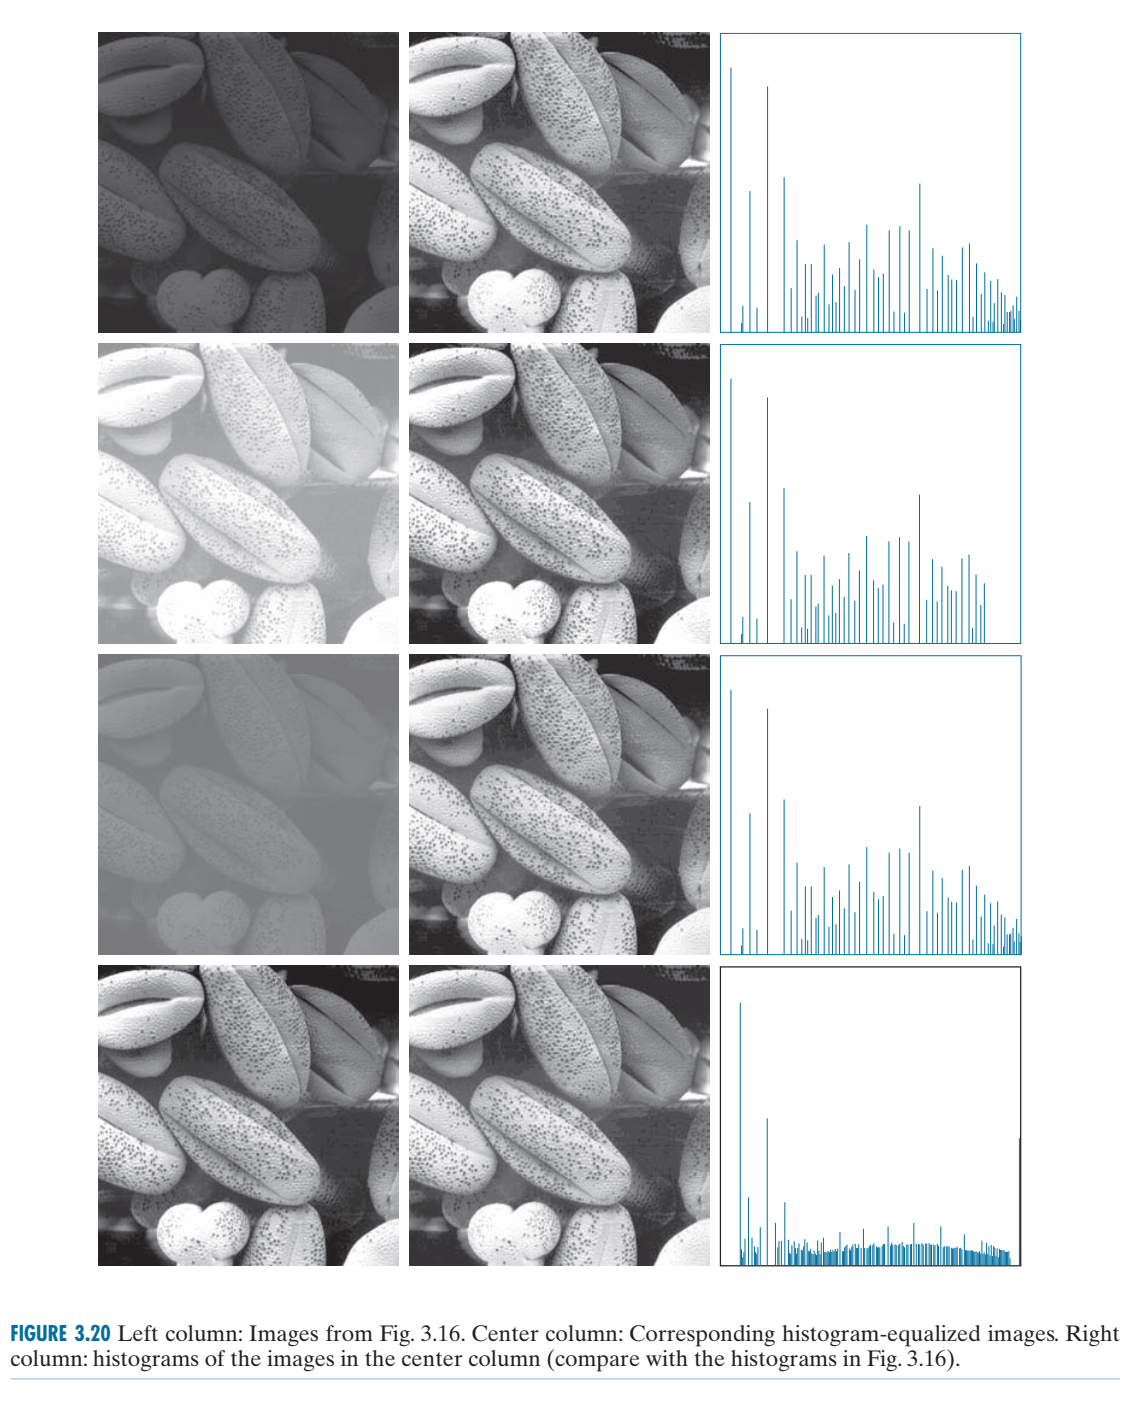 FIGURE 3.20 Left column: Images from Fig. 3.16. Center column: Corresponding histogram-equalized images. Right
column: histograms of the images in the center column (compare with the histograms in Fig. 3.16).